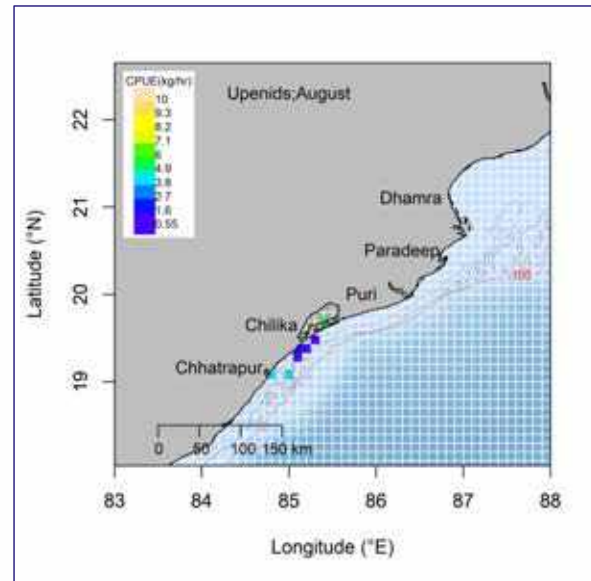 CPUE(kg/hr)
10
9.3
8.2
7.1
6
4.9
3.8
2.7
1.6
0.55
Upenids;August
Dhamra
Paradeep
100
Puri
Chilika
Chhatrapur
0 50 100 150 km
22
21
20
19
Latitude (°N)
83 84 85 86 87 88
Longitude (°E)